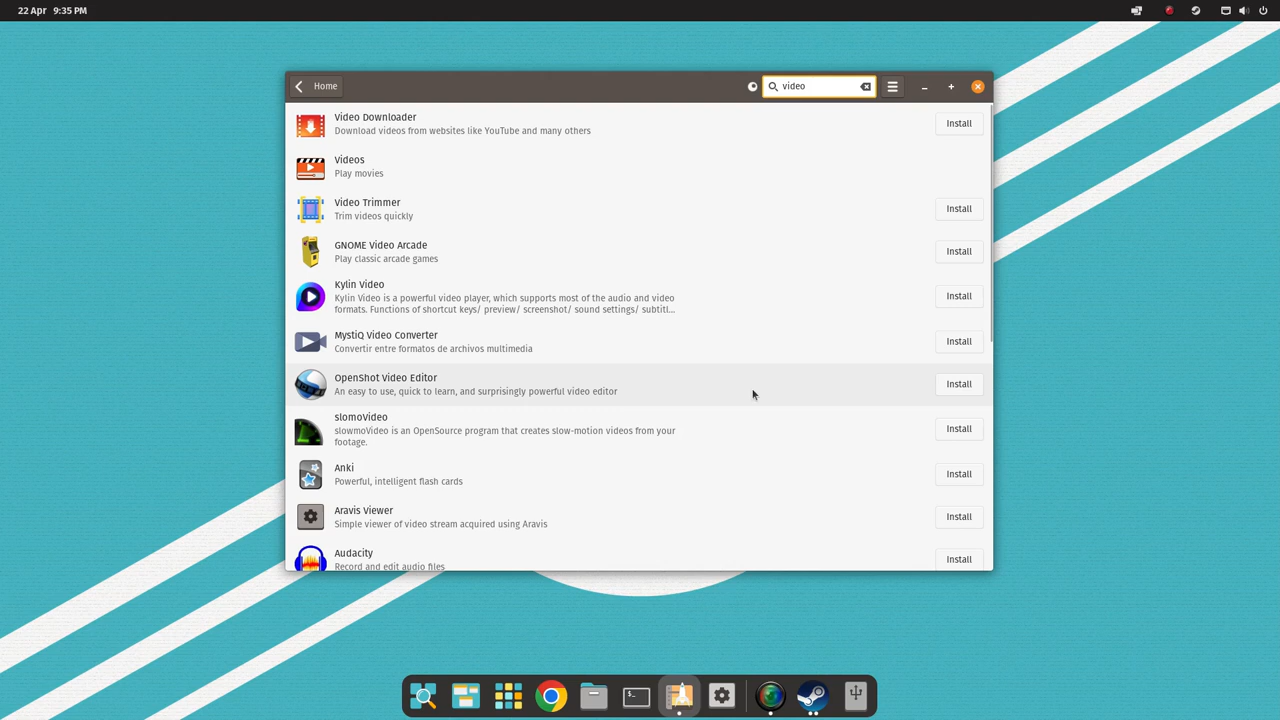 22 Apr 9:35 PM
Home
video
Video Downloader
Download videos from websites like YouTube and many others
Install
Videos
Play movies
Video Trimmer
Trim videos quickly
Install
GNOME Video Arcade
Play classic arcade games
Install
Kylin Video
Kylin Video is a powerful video player, which supports most of the audio and video
formats. Functions of shortcut keys/ preview/ screenshot/ sound settings/ subtitl...
Install
MystiQ Video Converter
Convertir entre formatos de archivos multimedia
Install
OpenShot Video Editor
An easy to use, quick to learn, and surprisingly powerful video editor
Install
slomoVideo
slowmoVideo is an OpenSource program that creates slow-motion videos from your
footage.
Install
Anki
Powerful, intelligent flash cards
Install
Aravis Viewer
Simple viewer of video stream acquired using Aravis
Install
Audacity
Record and edit audio files
Install